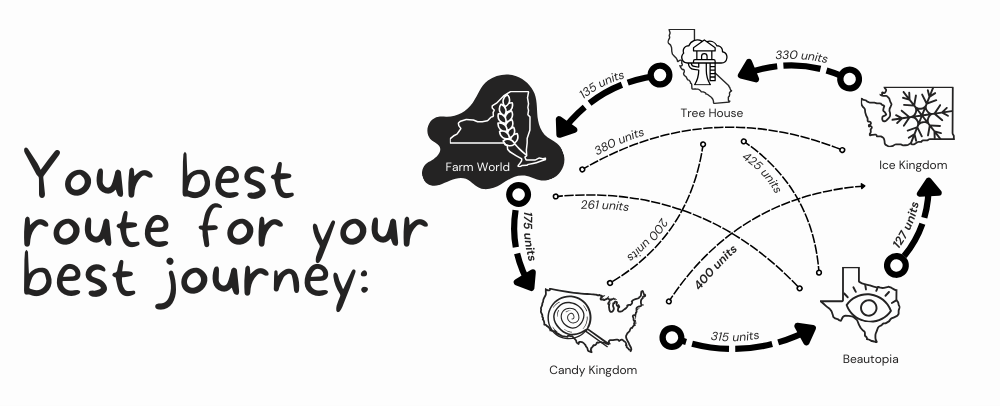 Your best
route for your
best journey:
330 units
135 units
Tree House
380 units
Farm World
Ice Kingdom
425 units
261 units
175 units
200 units
127 units
400 units
315 units
Beautopia
Candy Kingdom